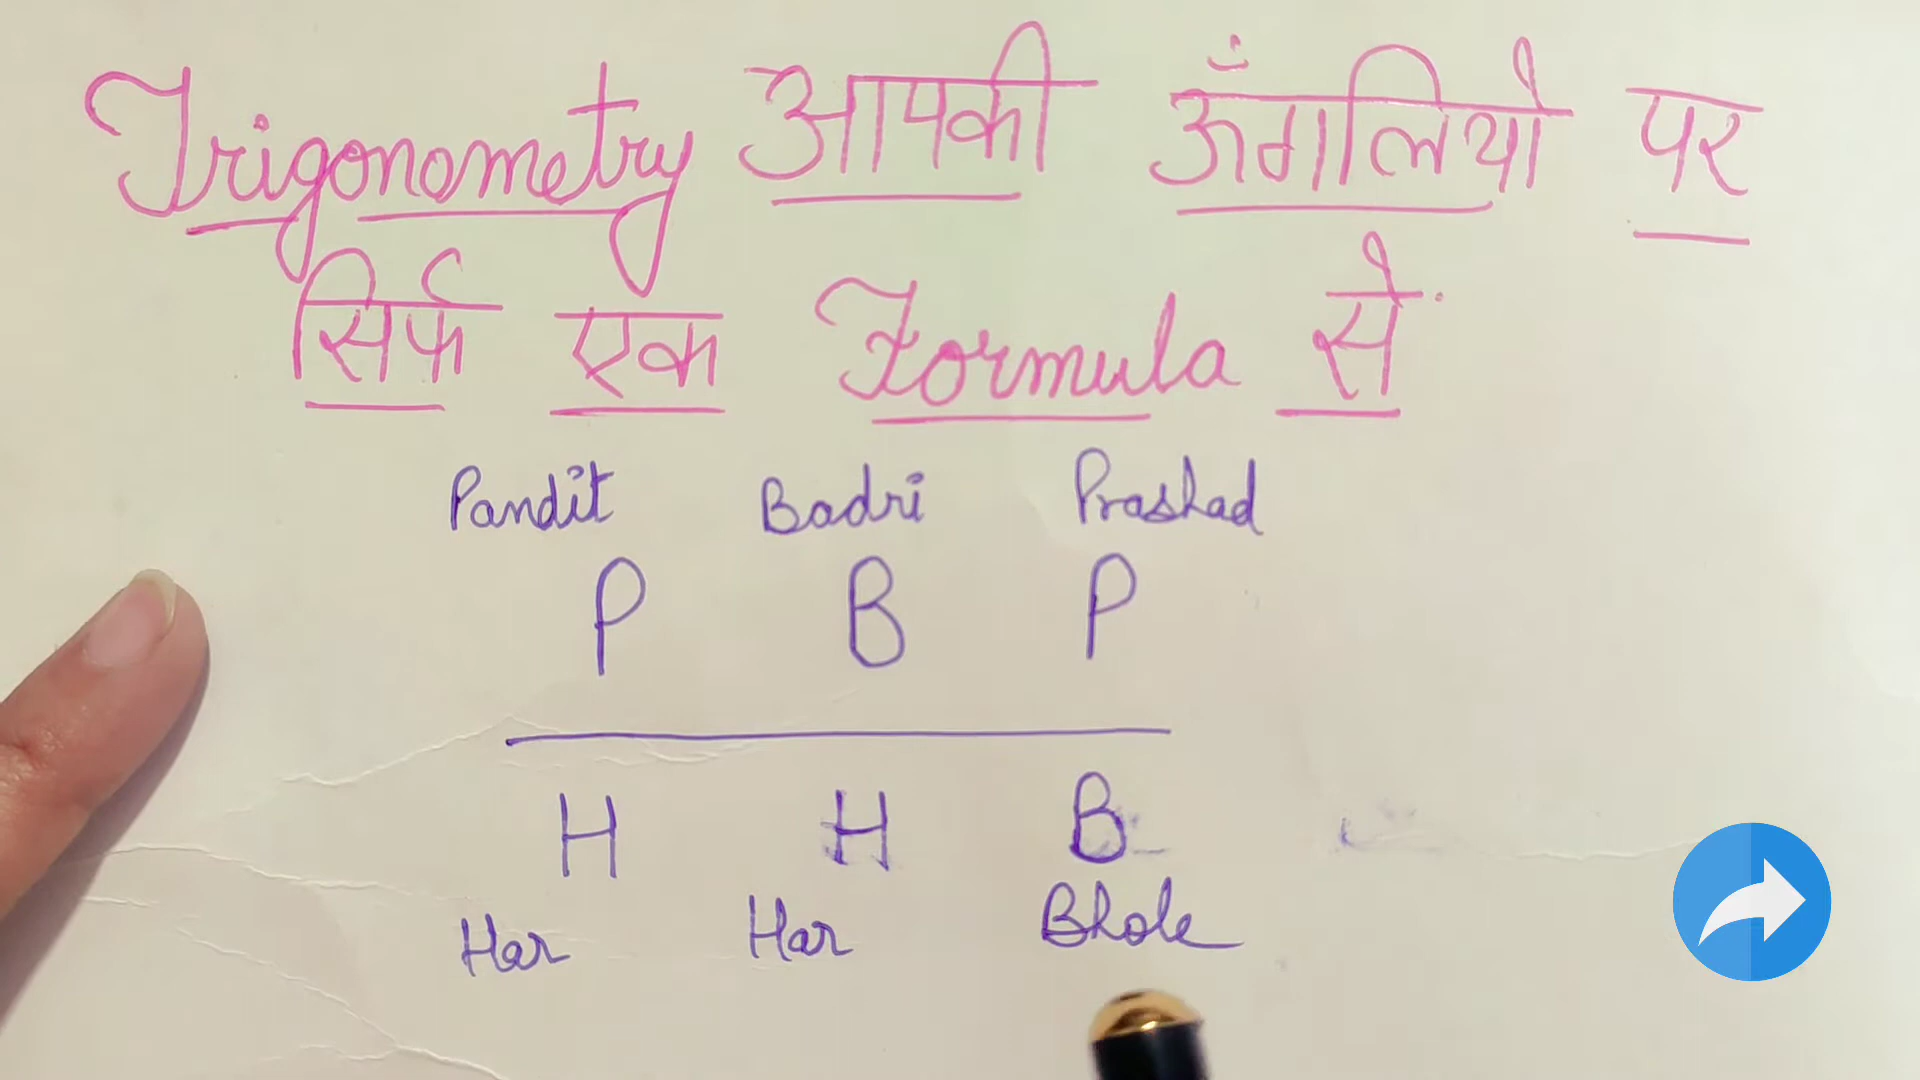 Trigonometry आपकी ऊँगलियो पर
सिर्फ एक Formula से
Pandit Badri Prashad
P B P
H H B
Har Har Bhole